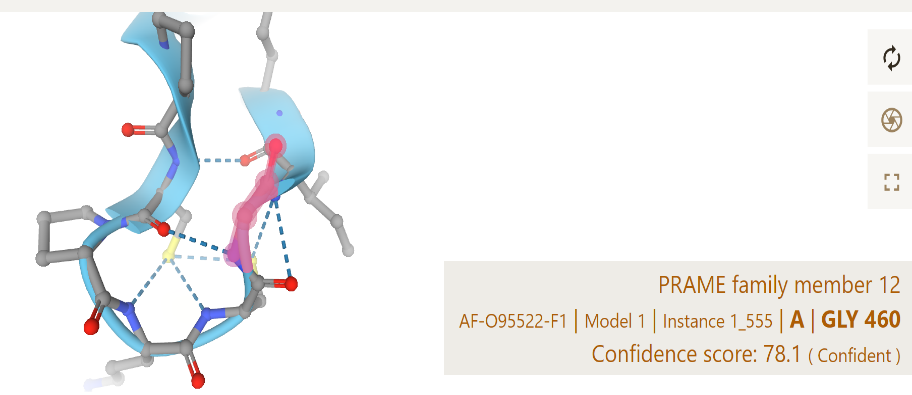 PRAME family member 12
AF-O95522-F1 | Model 1 | Instance 1_555 | A | GLY 460
Confidence score: 78.1 ( Confident )